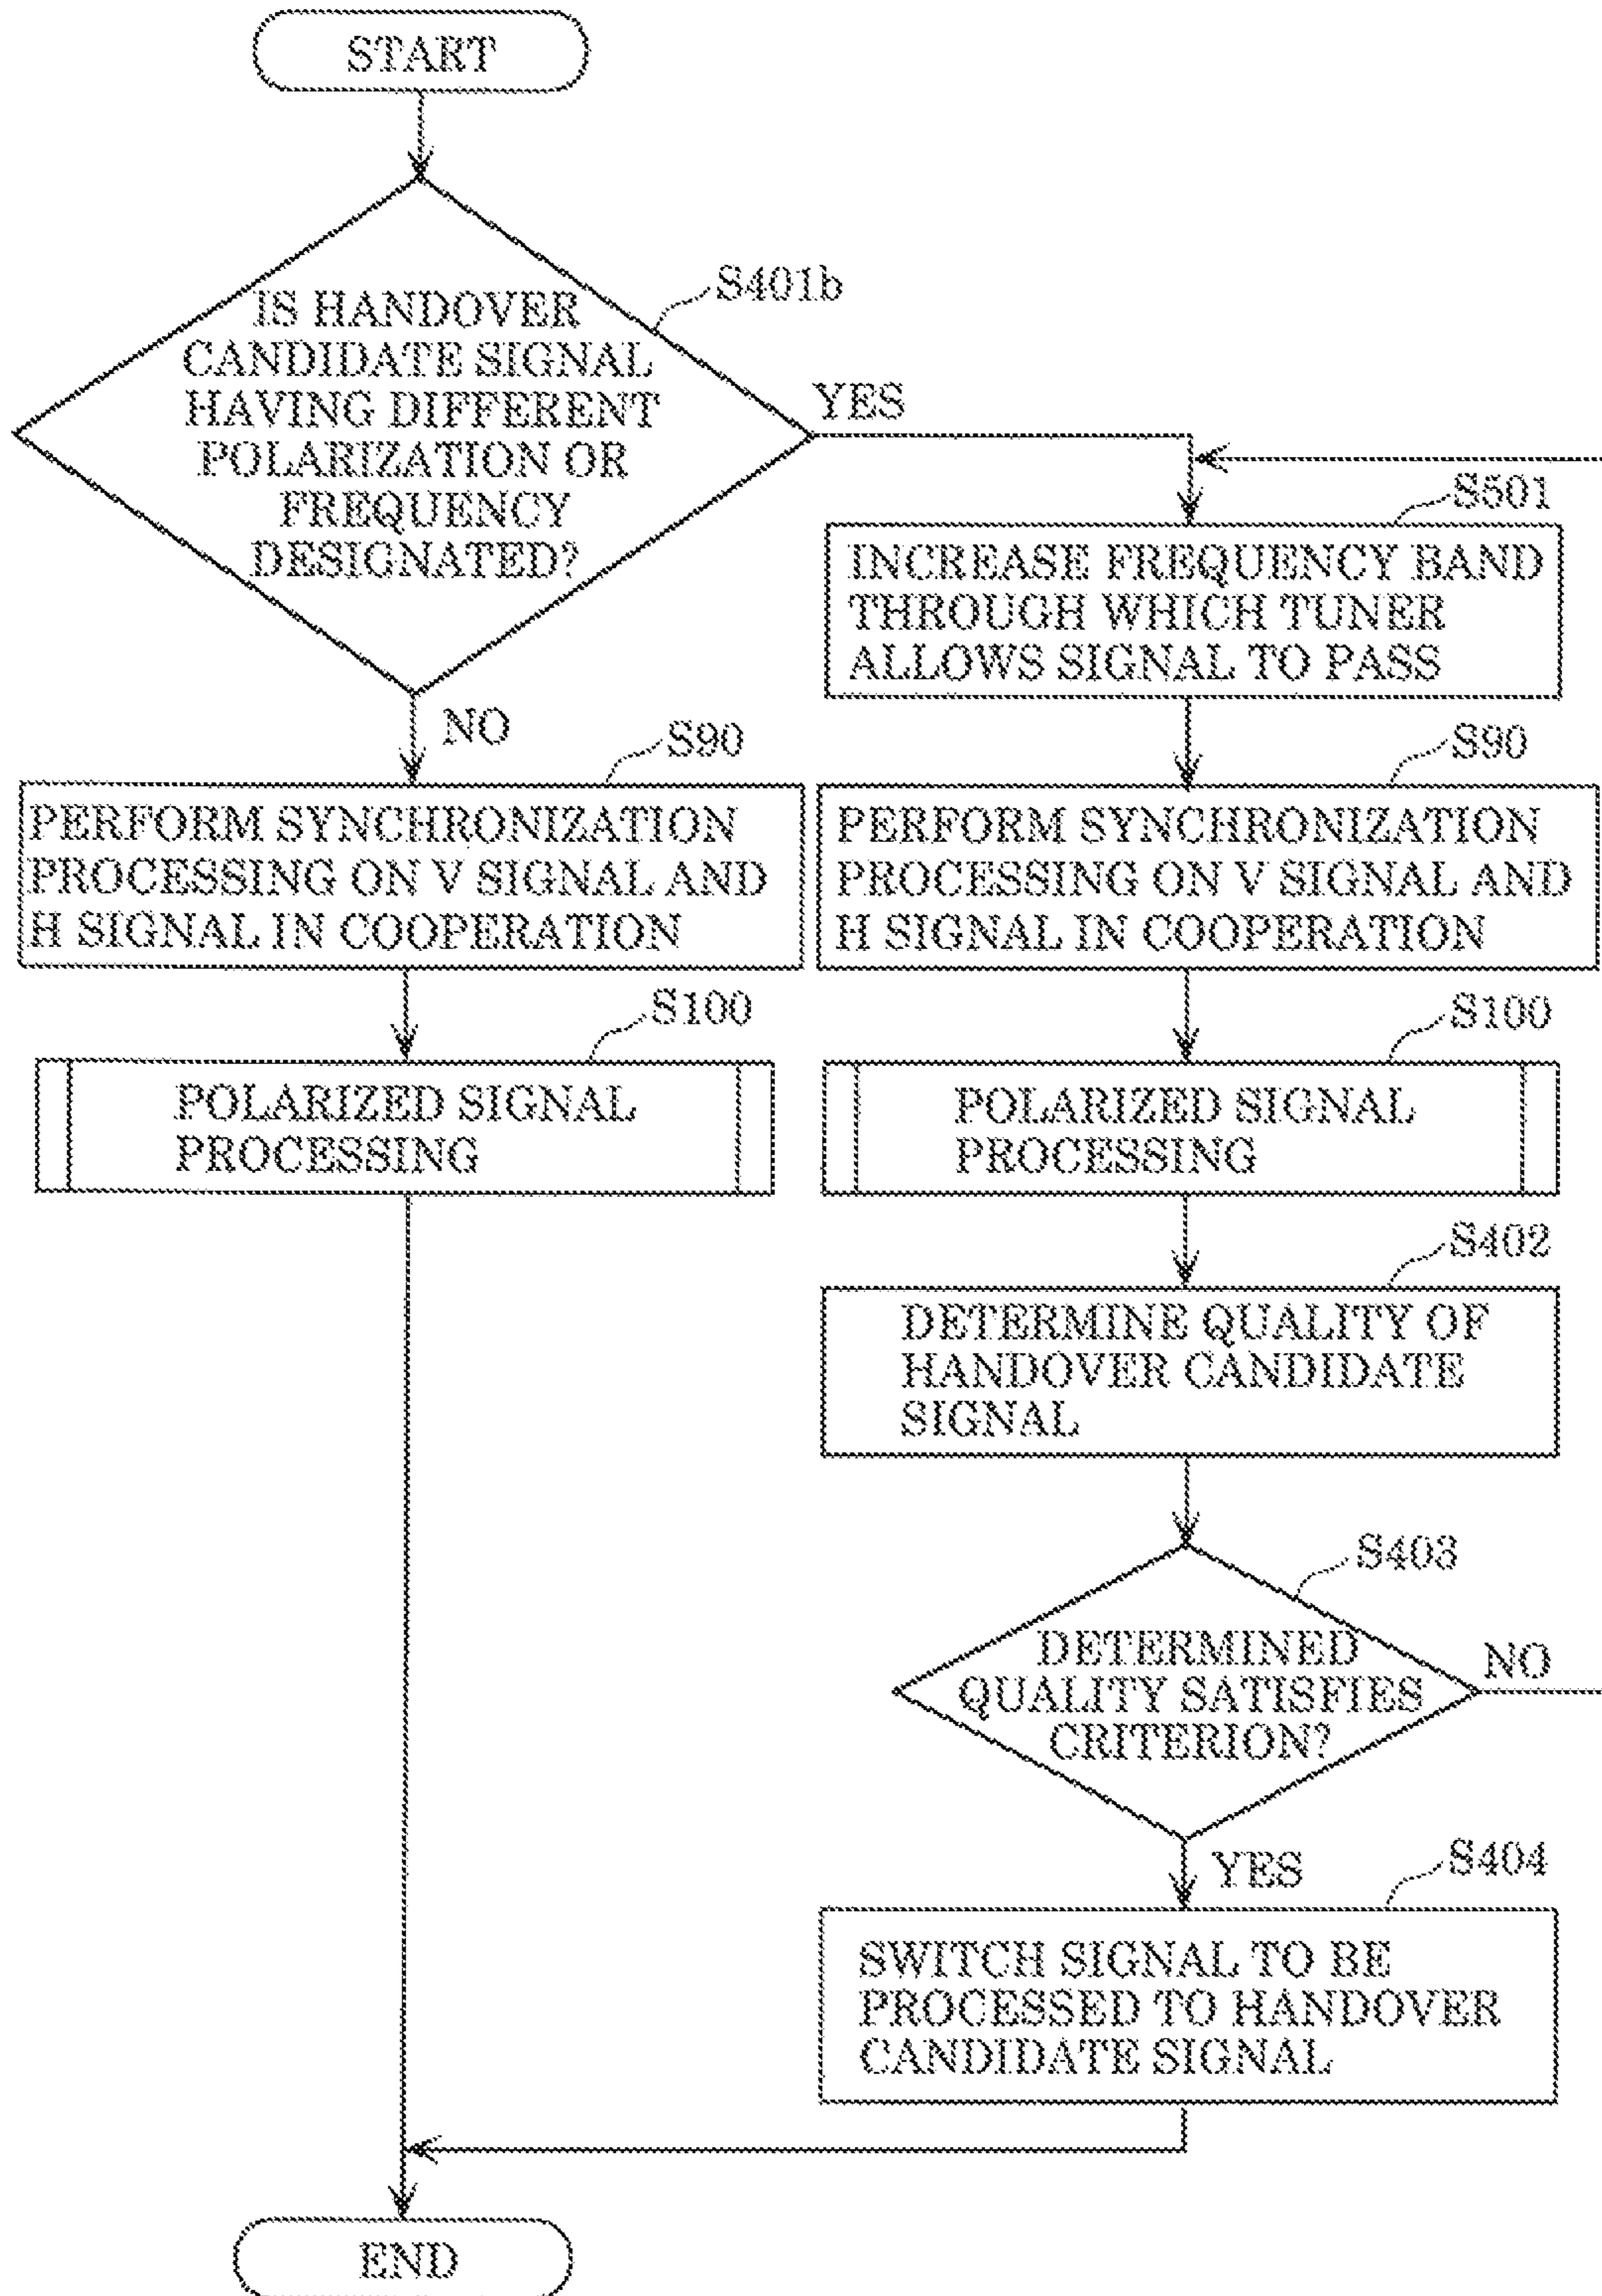 START
S401b
IS HANDOVER
CANDIDATE SIGNAL
HAVING DIFFERENT
POLARIZATION OR
FREQUENCY
DESIGNATED?
YES
NO
S501
INCREASE FREQUENCY BAND
THROUGH WHICH TUNER
ALLOWS SIGNAL TO PASS
S90
PERFORM SYNCHRONIZATION
PROCESSING ON V SIGNAL AND
H SIGNAL IN COOPERATION
S90
PERFORM SYNCHRONIZATION
PROCESSING ON V SIGNAL AND
H SIGNAL IN COOPERATION
S100
POLARIZED SIGNAL
PROCESSING
S100
POLARIZED SIGNAL
PROCESSING
S402
DETERMINE QUALITY OF
HANDOVER CANDIDATE
SIGNAL
S403
DETERMINED
QUALITY SATISFIES
CRITERION?
NO
YES
S404
SWITCH SIGNAL TO BE
PROCESSED TO HANDOVER
CANDIDATE SIGNAL
END